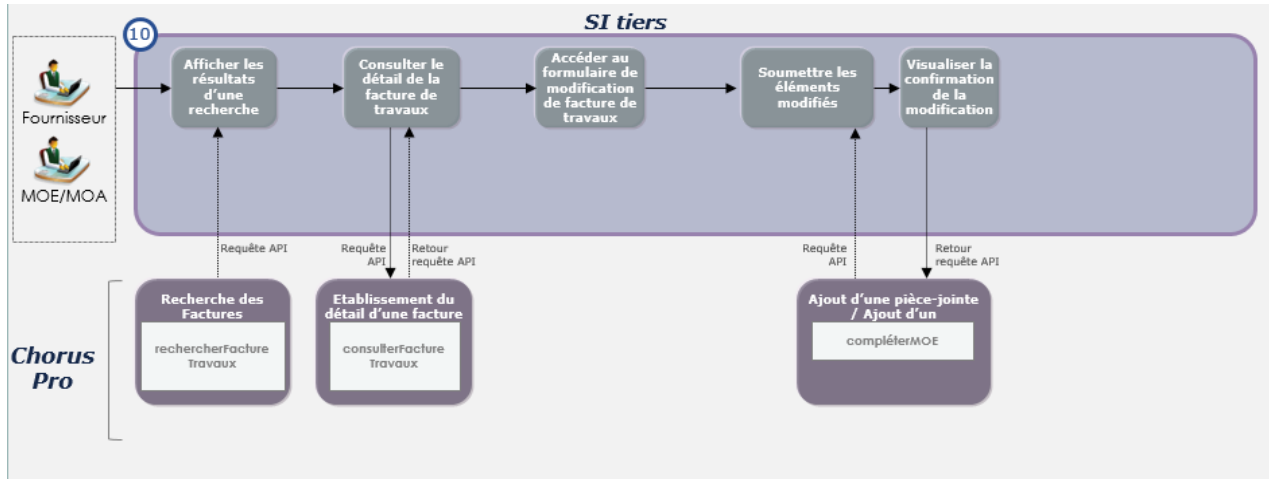 SI tiers
10
Fournisseur
MOE/MOA
Afficher les
résultats
d'une
recherche
Consulter le
détail de la
facture de
travaux
Accéder au
formulaire de
modification
de facture de
travaux
Soumettre les
éléments
modifiés
Visualiser la
confirmation
de la
modification
Requête API
Requête
API
Retour
requête API
Requête
API
Retour
requête API
Chorus
Pro
Recherche des
Factures
rechercherFacture
Travaux
Etablissement du
détail d'une facture
consulterFacture
Travaux
Ajout d'une pièce-jointe
/ Ajout d'un
compléterMOE